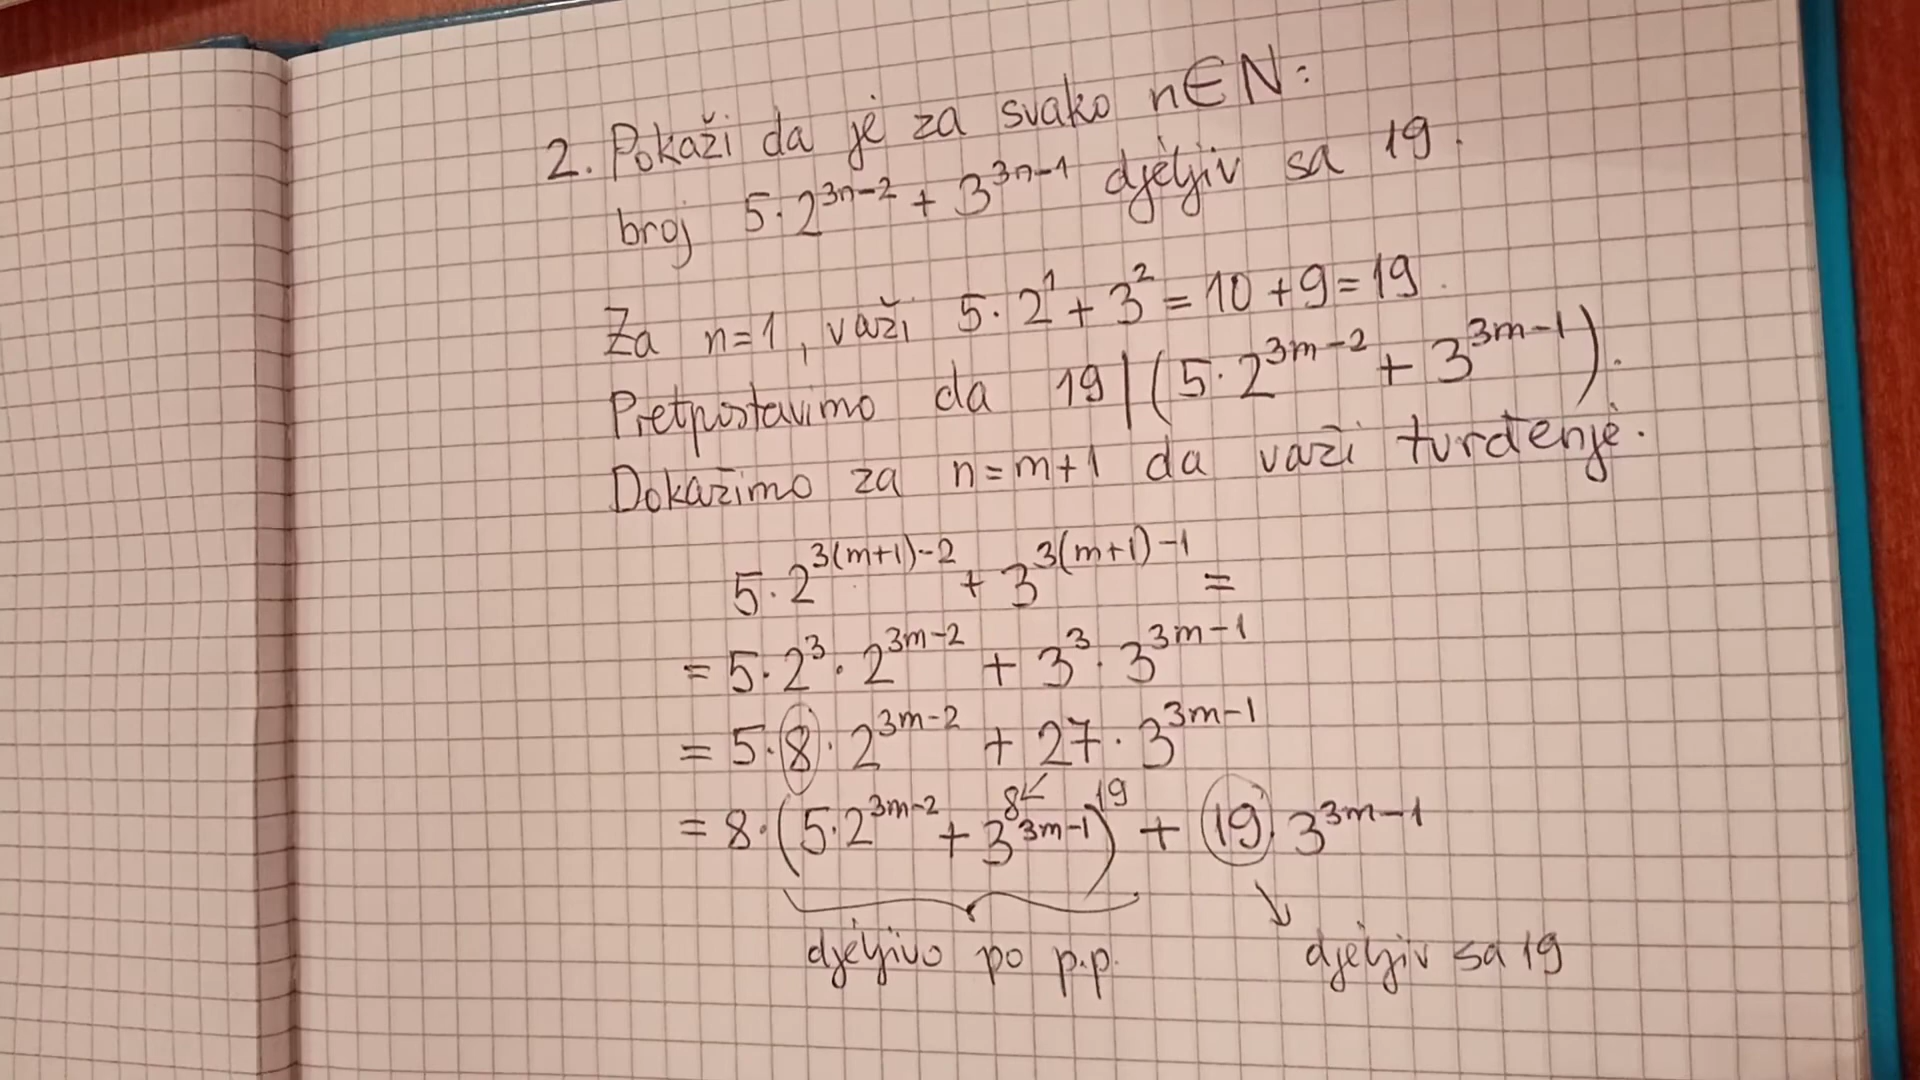 2. Pokaži da je za svako n∈N:
broj 5·2^{3n-2} + 3^{3n-1} djeljiv sa 19.
Za n=1, važi 5·2^1 + 3^2 = 10 + 9 = 19.
Pretpostavimo da 19 | (5·2^{3m-2} + 3^{3m-1}).
Dokažimo za n=m+1 da važi tvrđenje.
5·2^{3(m+1)-2} + 3^{3(m+1)-1} =
= 5·2^3·2^{3m-2} + 3^3·3^{3m-1}
= 5·8·2^{3m-2} + 27·3^{3m-1}
8 19
= 8·(5·2^{3m-2} + 3^{3m-1}) + 19·3^{3m-1}
djeljivo po p.p. djeljiv sa 19